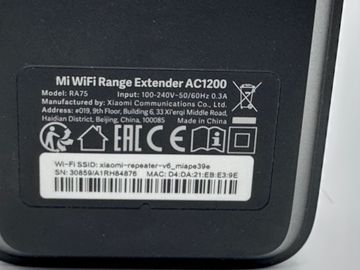 Mi WiFi Range Extender AC1200
Model: RA75 Input: 100-240V~50/60Hz 0.3A
Manufactured by: Xiaomi Communications Co., Ltd.
Address: #019, 9th Floor, Building 6, 33 Xi'erqi Middle Road,
Haidian District, Beijing, China, 100085 Made in China
EAC CE
Wi-Fi SSID: xiaomi-repeater-v6_miape39e
SN: 30859/A1RH84876 MAC: D4:DA:21:EB:E3:9E